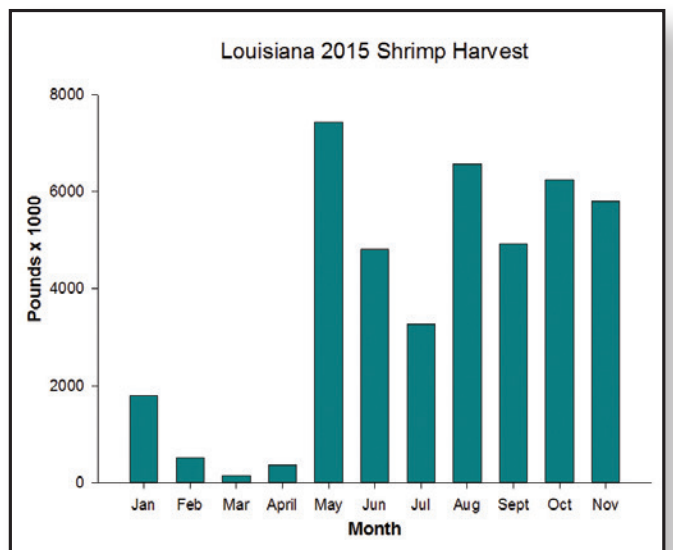 Louisiana 2015 Shrimp Harvest
8000
6000
4000
2000
0
Pounds x 1000
Jan Feb Mar April May Jun Jul Aug Sept Oct Nov
Month